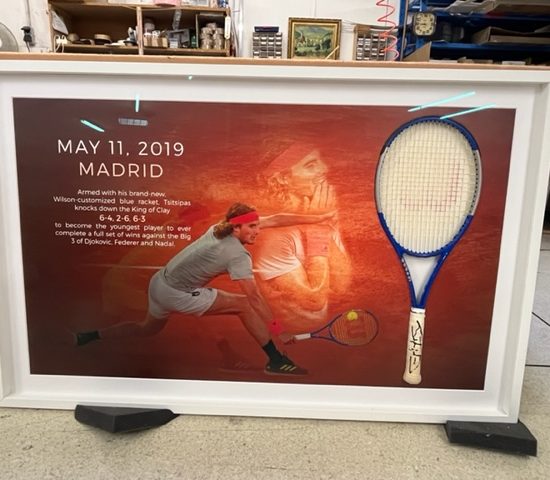 MAY 11, 2019
MADRID
Armed with his brand-new,
Wilson-customized blue racket, Tsitsipas
knocks down the King of Clay
6-4, 2-6, 6-3
to become the youngest player to ever
complete a full set of wins against the Big
3 of Djokovic, Federer and Nadal.